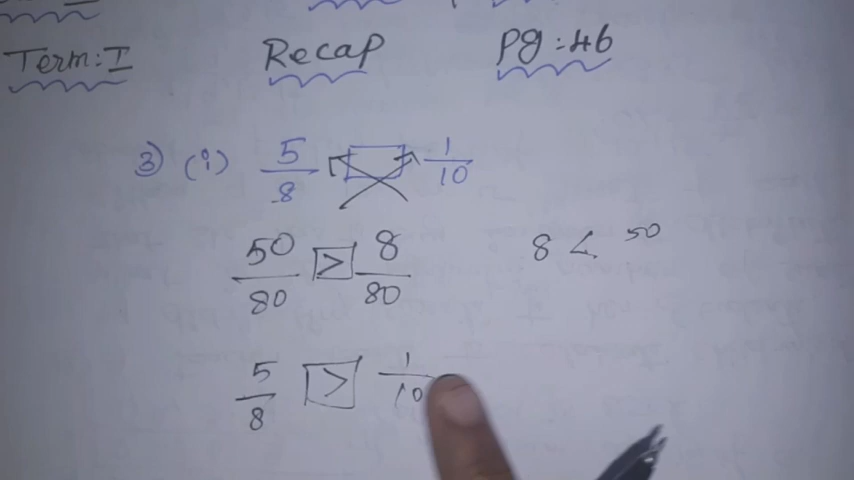 Term: I Recap Pg: 46
3) (i) 5/8 □ 1/10
50/80 > 8/80 8 < 50
5/8 > 1/10